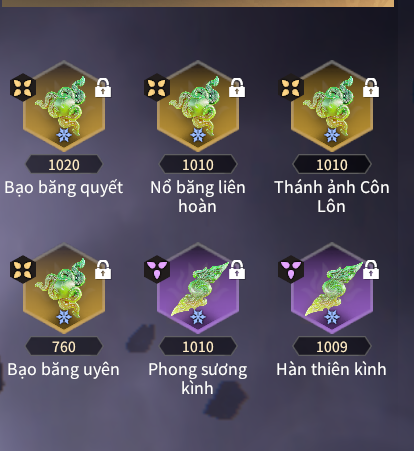 1020 1010 1010
Bạo băng quyết Nổ băng liên Thánh ảnh Côn
hoàn Lôn
760 1010 1009
Bạo băng uyên Phong sương Hàn thiên kình
kình